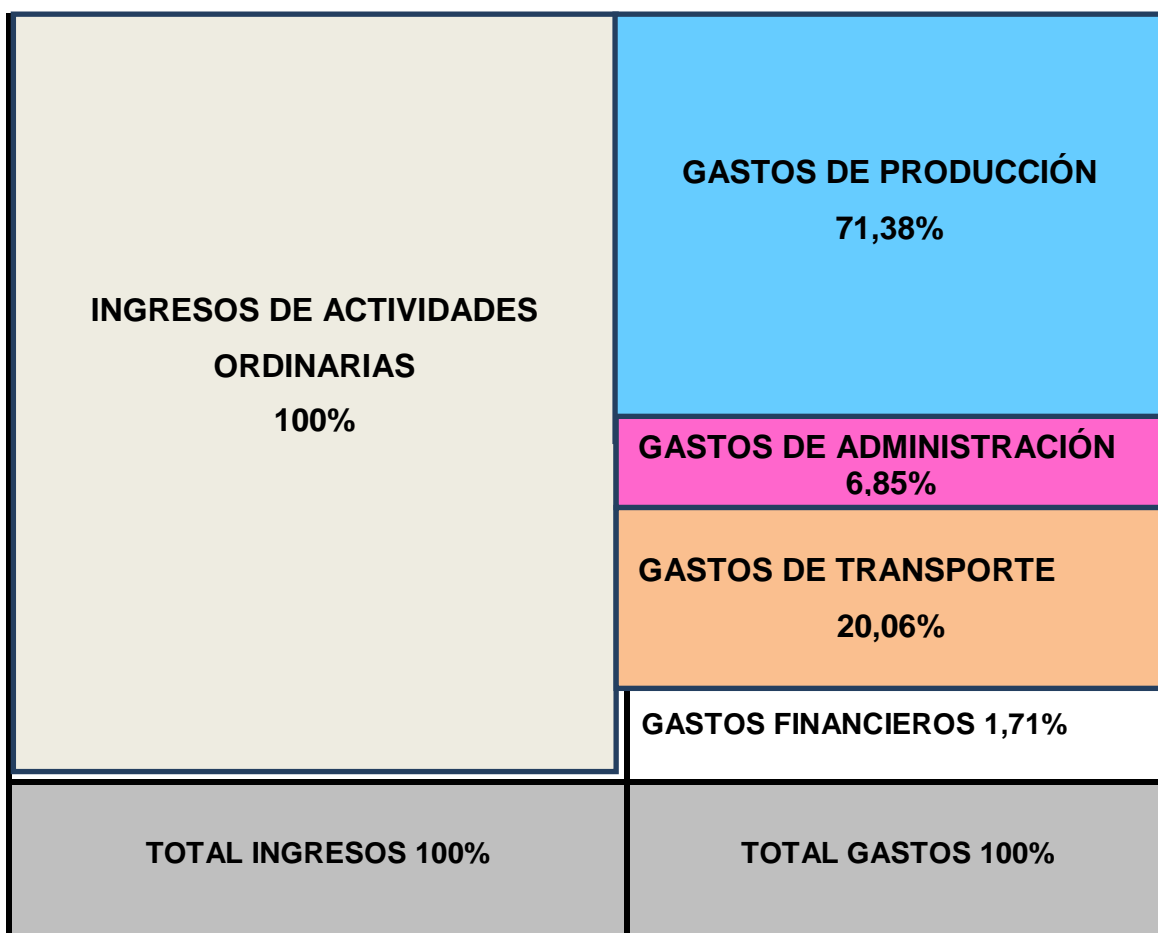 INGRESOS DE ACTIVIDADES
ORDINARIAS
100%
GASTOS DE PRODUCCIÓN
71,38%
GASTOS DE ADMINISTRACIÓN
6,85%
GASTOS DE TRANSPORTE
20,06%
GASTOS FINANCIEROS 1,71%
TOTAL INGRESOS 100%
TOTAL GASTOS 100%